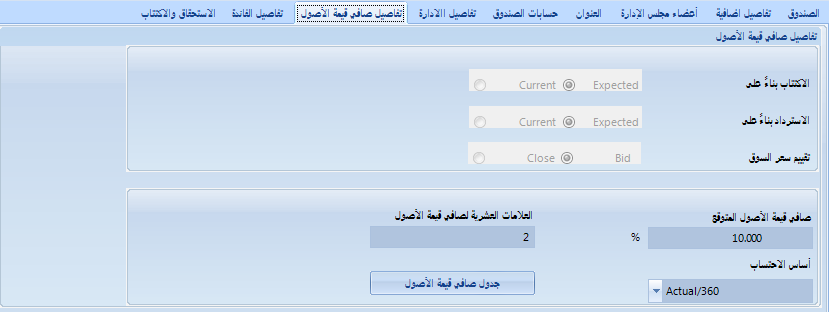 الصندوق تفاصيل اضافية أعضاء مجلس الإدارة العنوان حسابات الصندوق تفاصيل الادارة تفاصيل صافي قيمة الأصول تفاصيل الفائدة الاستحقاق والاكتتاب
تفاصيل صافي قيمة الأصول
الاكتتاب بناءً على Expected Current
الاسترداد بناءً على Expected Current
تقييم سعر السوق Bid Close
صافي قيمة الأصول المتوقع العلامات العشرية لصافي قيمة الأصول
10.000 % 2
أساس الاحتساب
Actual/360 جدول صافي قيمة الأصول